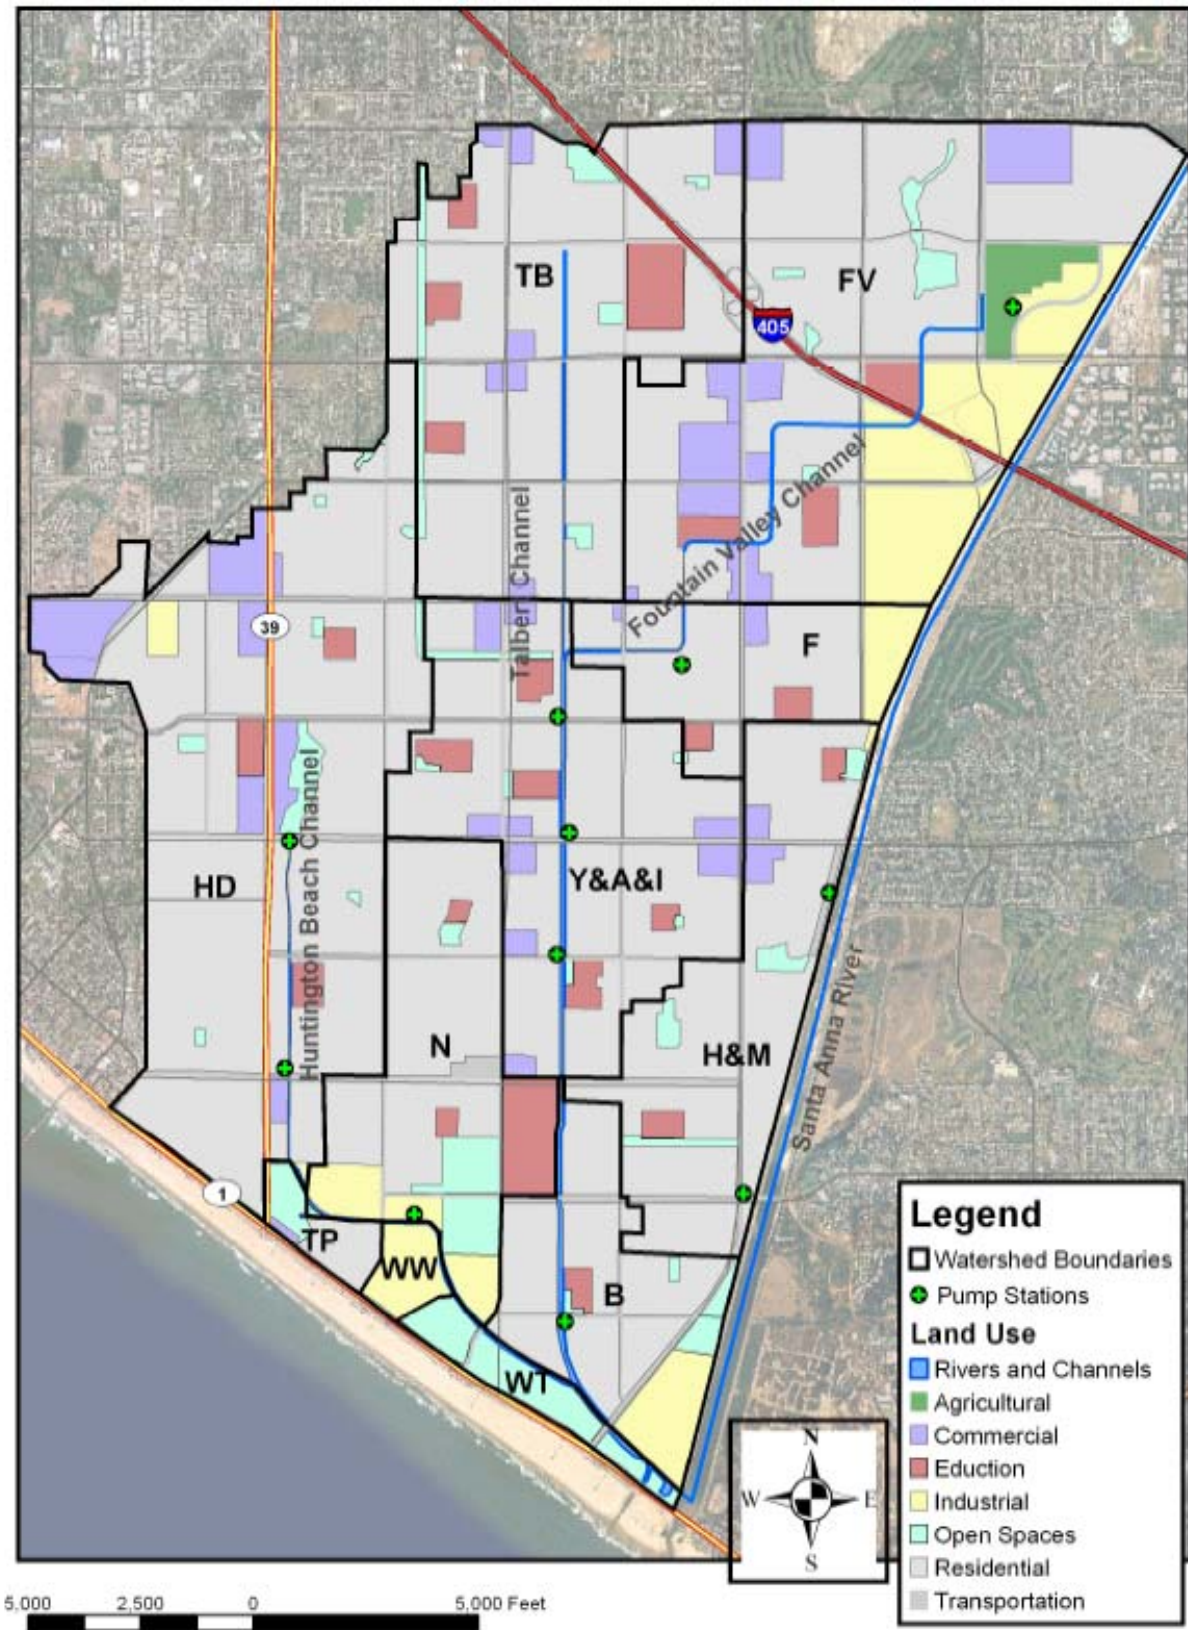 TB
FV
405
Talbert Channel
Fountain Valley Channel
39
F
Huntington Beach Channel
HD
Y&A&I
N
H&M
Santa Anna River
1
TP
WW
B
WT
Legend
Watershed Boundaries
Pump Stations
Land Use
Rivers and Channels
Agricultural
Commercial
Eduction
Industrial
Open Spaces
Residential
Transportation
N
W E
S
5,000 2,500 0 5,000 Feet